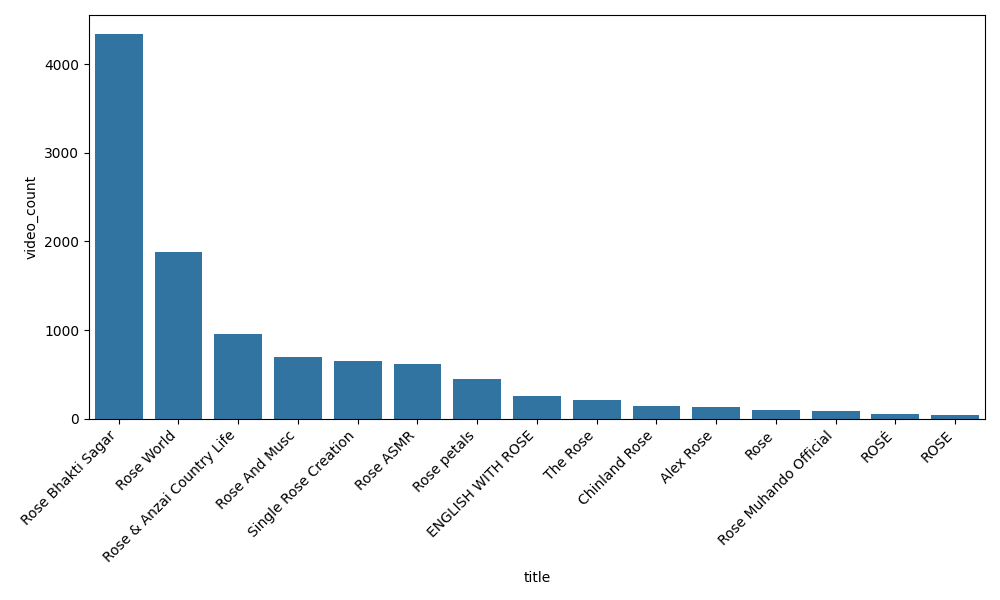 4000
3000
2000
1000
0
video_count
Rose Bhakti Sagar
Rose World
Rose & Anzai Country Life
Rose And Musc
Single Rose Creation
Rose ASMR
Rose petals
ENGLISH WITH ROSE
The Rose
Chinland Rose
Alex Rose
Rose
Rose Muhando Official
ROSÉ
ROSE
title